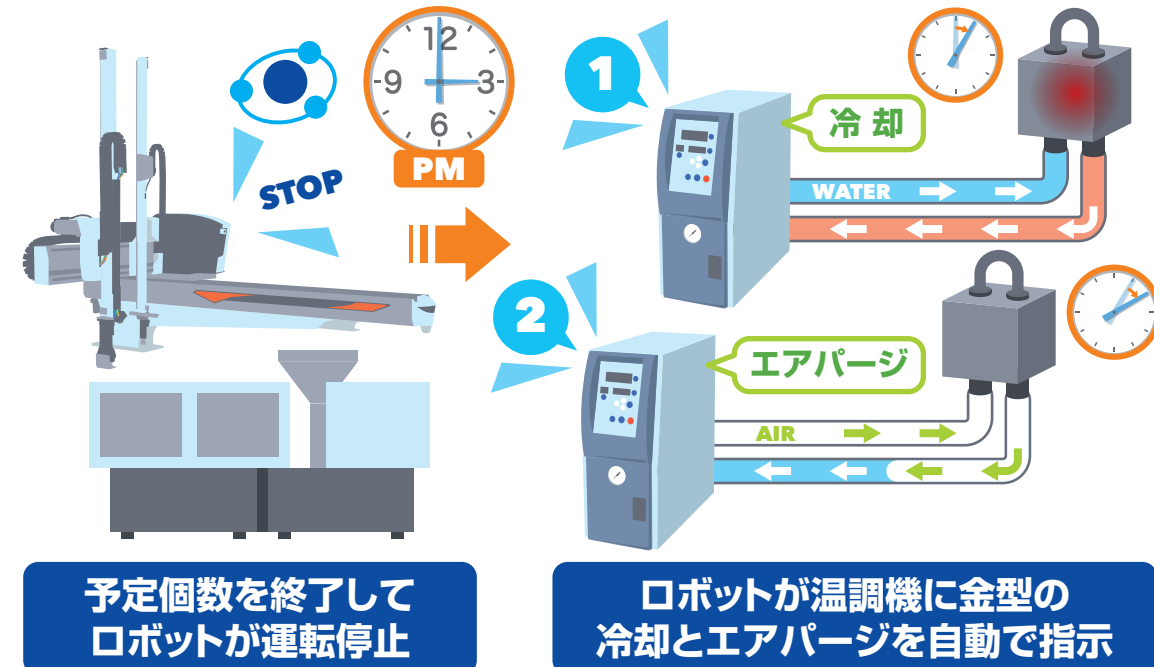 STOP
12
9
3
6
PM
1
冷却
WATER
2
エアパージ
AIR
予定個数を終了して
ロボットが運転停止
ロボットが温調機に金型の
冷却とエアパージを自動で指示